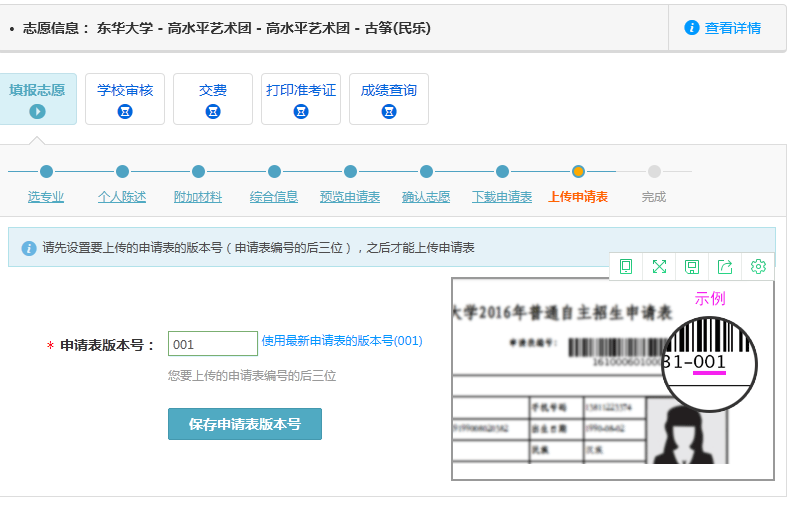 • 志愿信息： 东华大学 - 高水平艺术团 - 高水平艺术团 - 古筝(民乐)
查看详情
填报志愿
学校审核
交费
打印准考证
成绩查询
选专业
个人陈述
附加材料
综合信息
预览申请表
确认志愿
下载申请表
上传申请表
完成
请先设置要上传的申请表的版本号（申请表编号的后三位），之后才能上传申请表
示例
大学2016年普通自主招生申请表
申请表编号：
31-001
* 申请表版本号：
001
使用最新申请表的版本号(001)
您要上传的申请表编号的后三位
保存申请表版本号
手机号码
13811223374
出生日期
民族
汉族